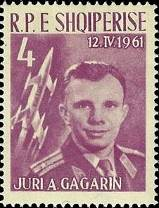 R.P.E SHQIPERISE
4
12.IV.1961
JURI A. GAGARIN